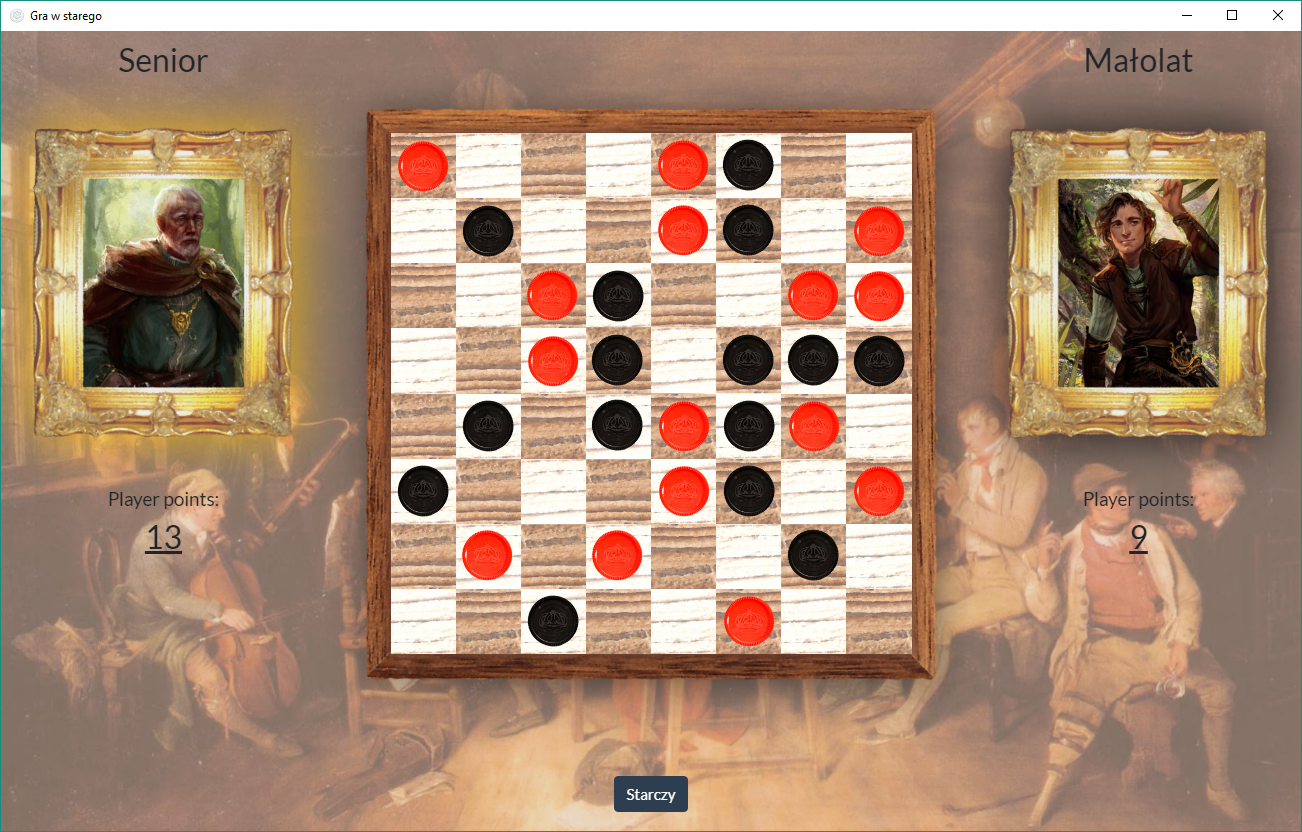 Gra w starego
Senior
Małolat
Player points:
13
Player points:
9
Starczy